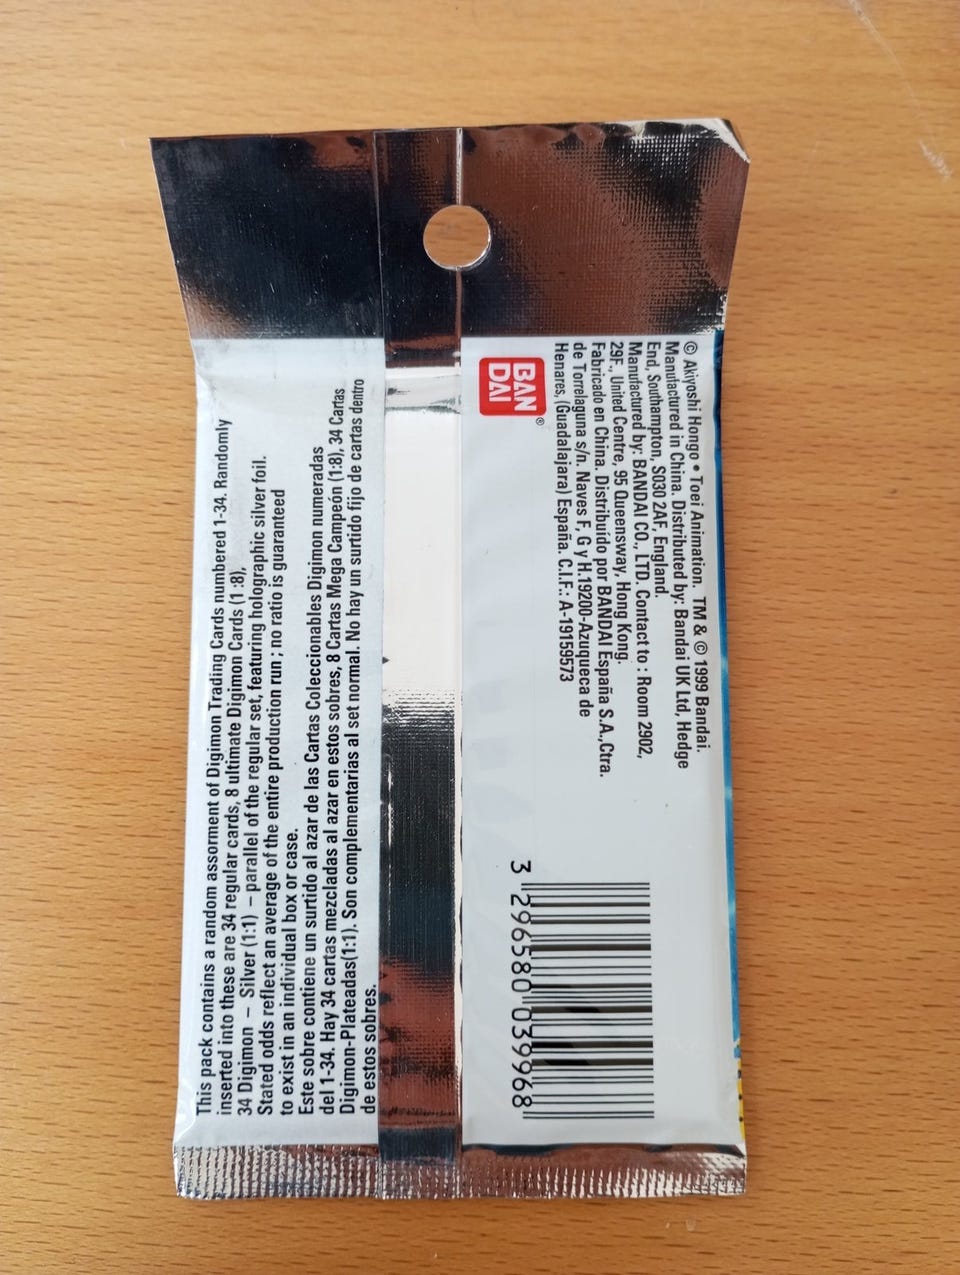 This pack contains a random assortment of Digimon Trading Cards numbered 1-34. Randomly
inserted into these are 34 regular cards, 8 ultimate Digimon Cards (1:8),
34 Digimon – Silver (1:1) – parallel of the regular set, featuring holographic silver foil.
Stated odds reflect an average of the entire production run; no ratio is guaranteed
to exist in an individual box or case.
Este sobre contiene un surtido al azar de las Cartas Coleccionables Digimon numeradas
del 1-34. Hay 34 cartas mezcladas al azar en estos sobres, 8 Cartas Mega Campeón (1:8), 34 Cartas
Digimon-Plateadas(1:1). Son complementarias al set normal. No hay un surtido fijo de cartas dentro
de estos sobres.
BAN
DAI®
© Akiyoshi Hongo • Toei Animation. TM & © 1999 Bandai.
Manufactured in China. Distributed by: Bandai UK Ltd, Hedge
End, Southampton, S030 2AF, England.
Manufactured by: BANDAI CO., LTD. Contact to : Room 2902,
29F., United Centre, 95 Queensway, Hong Kong.
Fabricado en China. Distribuído por BANDAI España S.A.,Ctra.
de Torrelaguna s/n. Naves F, G y H.19200-Azuqueca de
Henares, (Guadalajara) España. C.I.F.: A-19159573
3 296580 039968